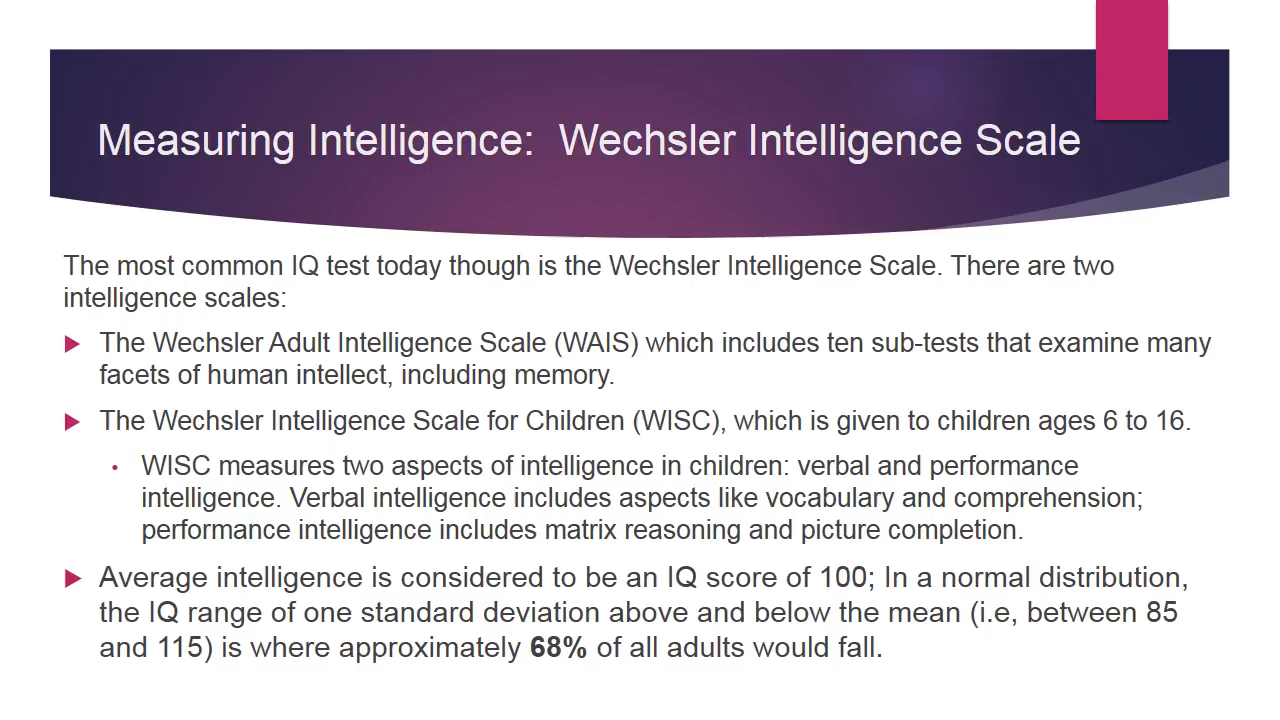 Measuring Intelligence:  Wechsler Intelligence Scale
The most common IQ test today though is the Wechsler Intelligence Scale. There are two
intelligence scales:
The Wechsler Adult Intelligence Scale (WAIS) which includes ten sub-tests that examine many
facets of human intellect, including memory.
The Wechsler Intelligence Scale for Children (WISC), which is given to children ages 6 to 16.
WISC measures two aspects of intelligence in children: verbal and performance
intelligence. Verbal intelligence includes aspects like vocabulary and comprehension;
performance intelligence includes matrix reasoning and picture completion.
Average intelligence is considered to be an IQ score of 100; In a normal distribution,
the IQ range of one standard deviation above and below the mean (i.e, between 85
and 115) is where approximately 68% of all adults would fall.